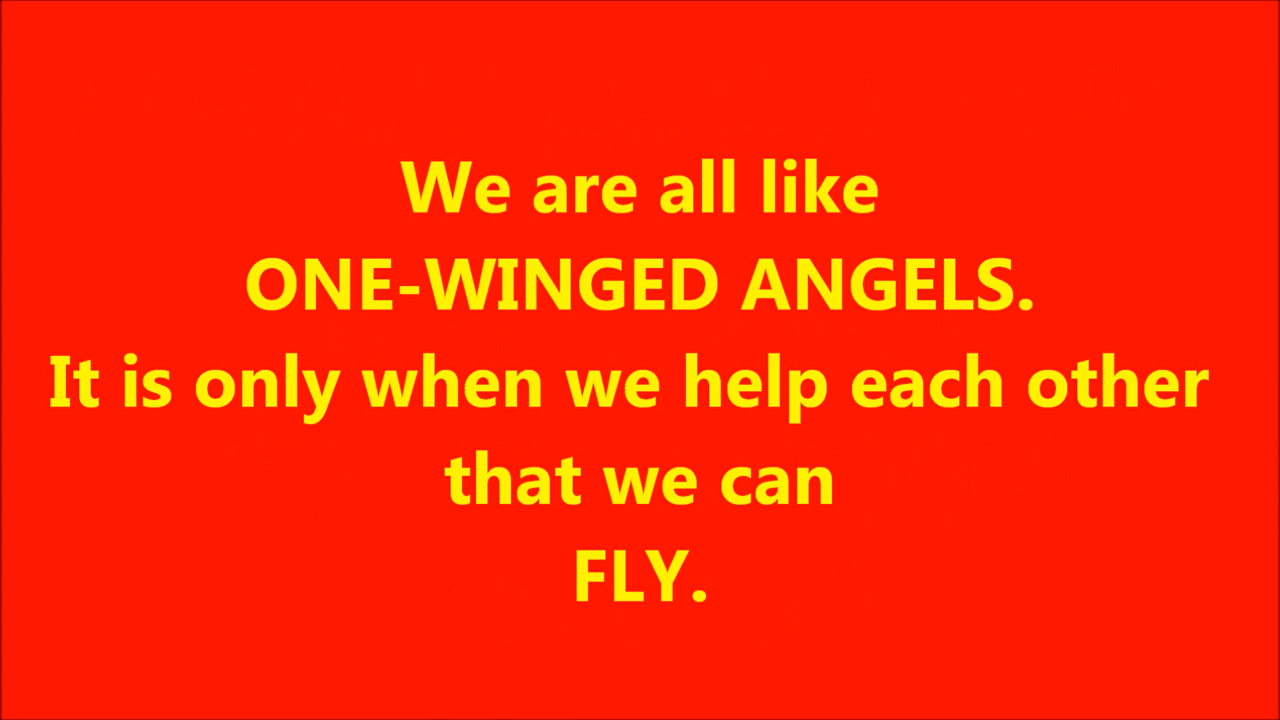 We are all like
ONE-WINGED ANGELS.
It is only when we help each other
that we can
FLY.